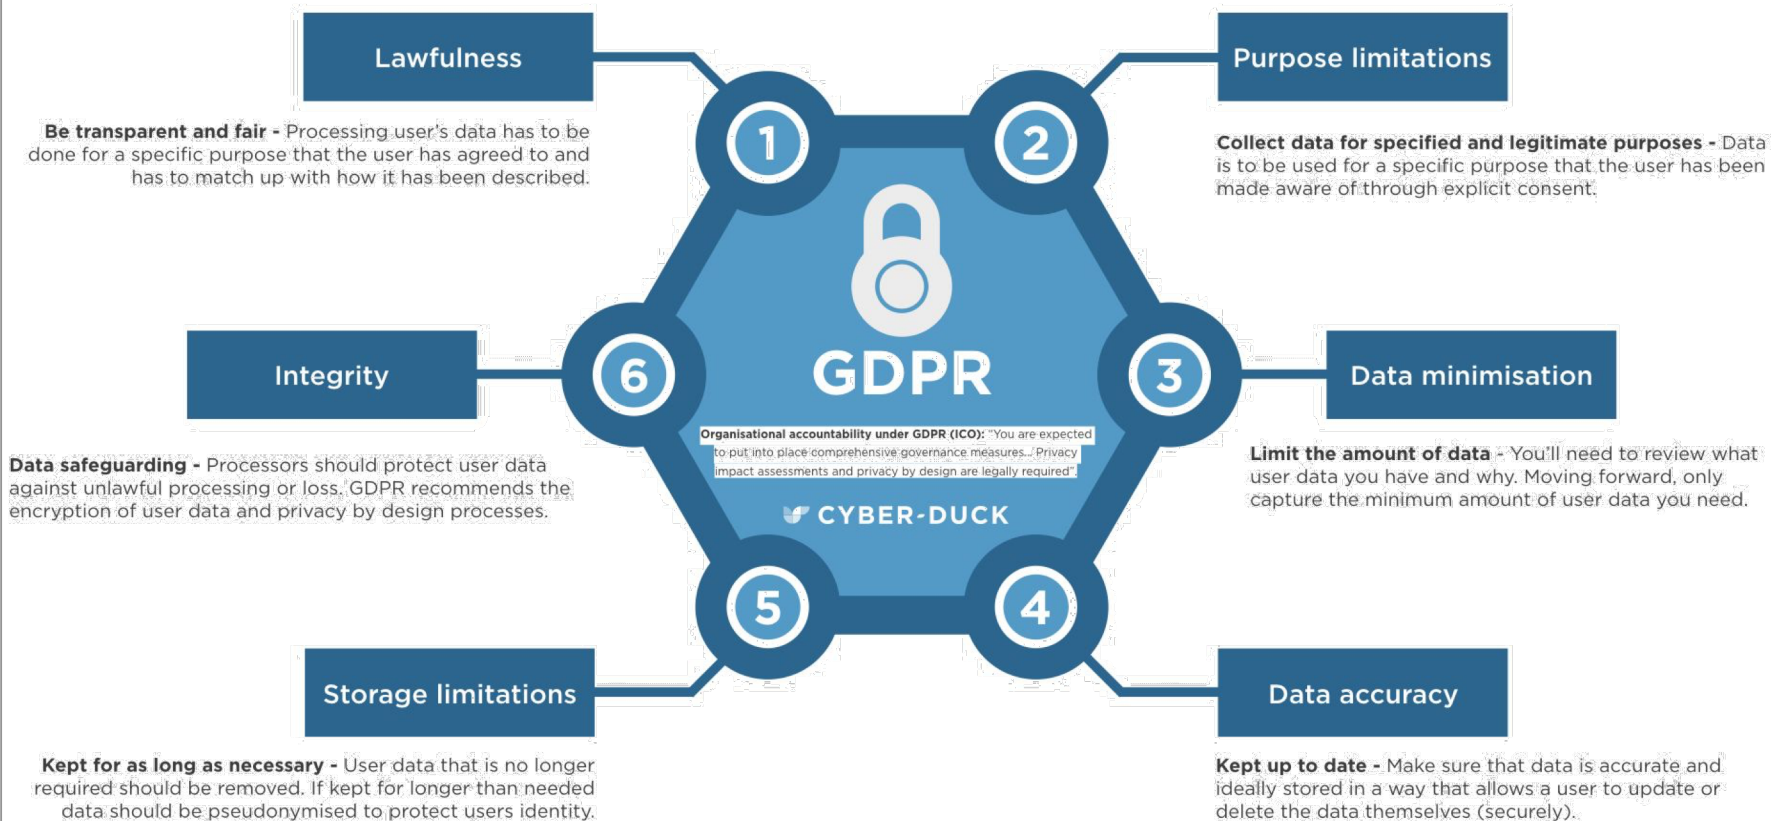 Lawfulness
Be transparent and fair - Processing user's data has to be
done for a specific purpose that the user has agreed to and
has to match up with how it has been described.
1
2
Purpose limitations
Collect data for specified and legitimate purposes - Data
is to be used for a specific purpose that the user has been
made aware of through explicit consent.
3
Data minimisation
Limit the amount of data - You'll need to review what
user data you have and why. Moving forward, only
capture the minimum amount of user data you need.
4
Data accuracy
Kept up to date - Make sure that data is accurate and
ideally stored in a way that allows a user to update or
delete the data themselves (securely).
5
Storage limitations
Kept for as long as necessary - User data that is no longer
required should be removed. If kept for longer than needed
data should be pseudonymised to protect users identity.
6
Integrity
Data safeguarding - Processors should protect user data
against unlawful processing or loss. GDPR recommends the
encryption of user data and privacy by design processes.
GDPR
Organisational accountability under GDPR (ICO): "You are expected
to put into place comprehensive governance measures... Privacy
impact assessments and privacy by design are legally required".
CYBER-DUCK